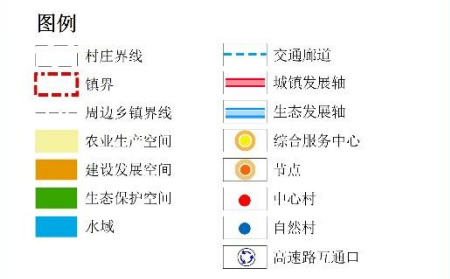 图例
村庄界线
镇界
周边乡镇界线
农业生产空间
建设发展空间
生态保护空间
水域
交通廊道
城镇发展轴
生态发展轴
综合服务中心
节点
中心村
自然村
高速路互通口